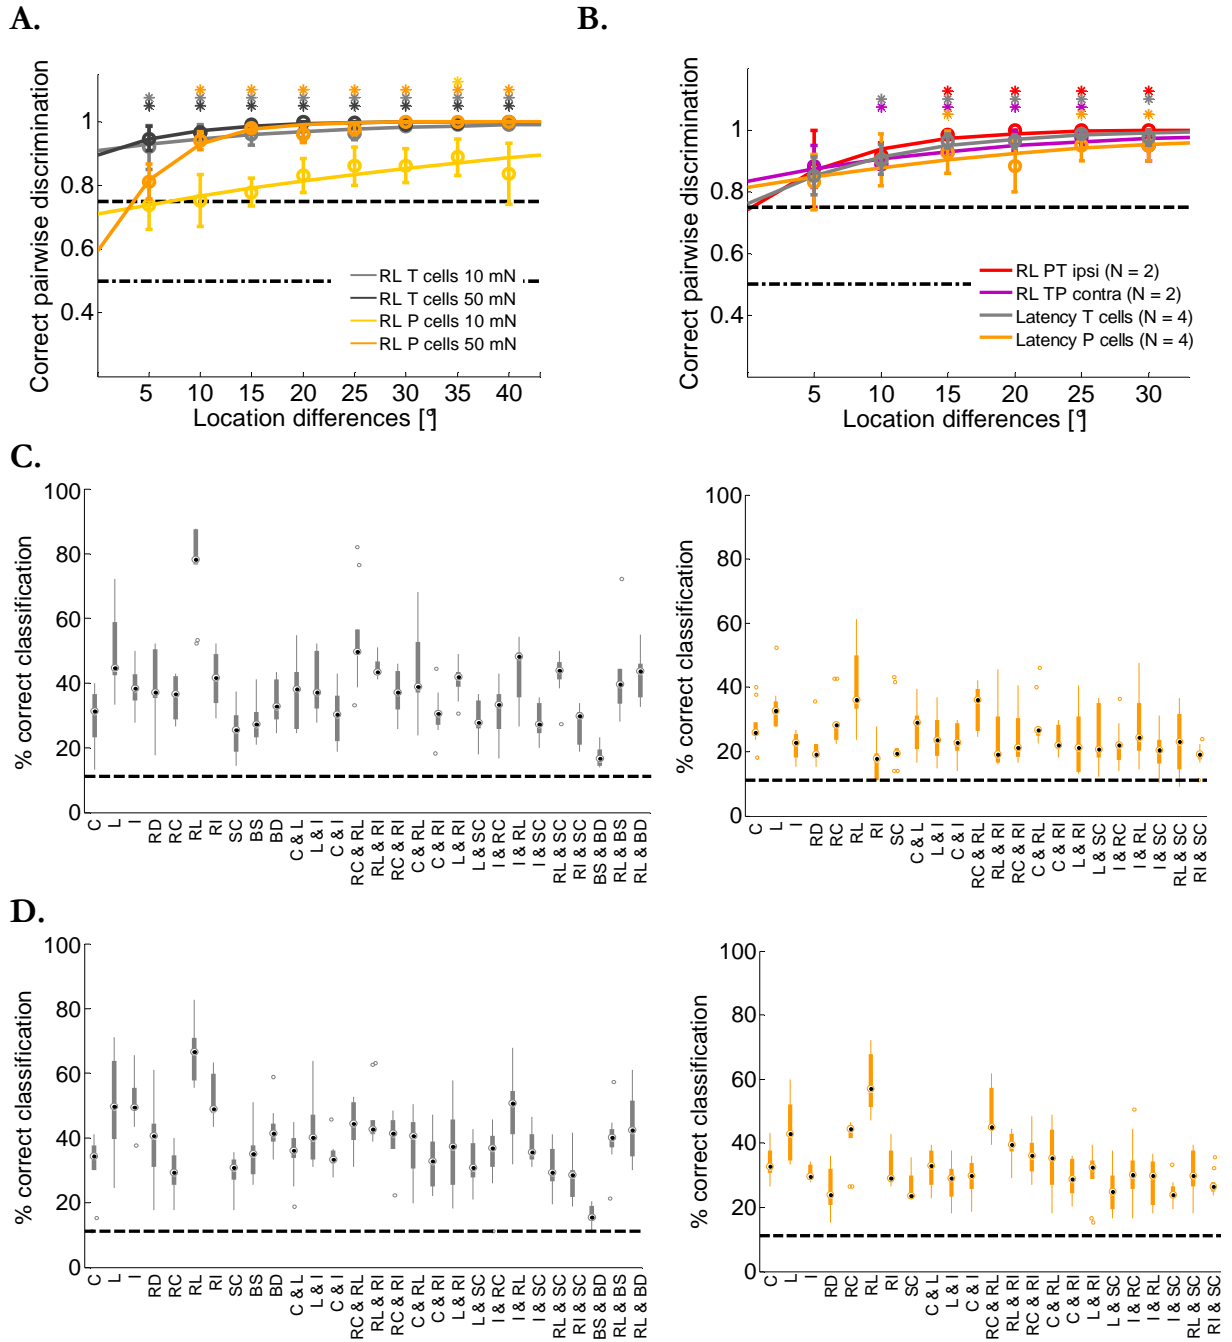 A.
Correct pairwise discrimination
1
0.8
0.6
0.4
5 10 15 20 25 30 35 40
Location differences [°]
RL T cells 10 mN
RL T cells 50 mN
RL P cells 10 mN
RL P cells 50 mN
B.
Correct pairwise discrimination
1
0.8
0.6
0.4
5 10 15 20 25 30
Location differences [°]
RL PT ipsi (N = 2)
RL TP contra (N = 2)
Latency T cells (N = 4)
Latency P cells (N = 4)
C.
% correct classification
100
80
60
40
20
0
C L I RD RC RL RI SC BS BD C & L L & I C & I RC & RL RL & RI RC & RI C & RL C & RI L & RI L & SC I & RC I & RL I & SC RL & SC RI & SC BS & BD RL & BS RL & BD
% correct classification
100
80
60
40
20
0
C L I RD RC RL RI SC C & L L & I C & I RC & RL RL & RI RC & RI C & RL C & RI L & RI L & SC I & RC I & RL I & SC RL & SC RI & SC
D.
% correct classification
100
80
60
40
20
0
C L I RD RC RL RI SC BS BD C & L L & I C & I RC & RL RL & RI RC & RI C & RL C & RI L & RI L & SC I & RC I & RL I & SC RL & SC RI & SC BS & BD RL & BS RL & BD
% correct classification
100
80
60
40
20
0
C L I RD RC RL RI SC C & L L & I C & I RC & RL RL & RI RC & RI C & RL C & RI L & RI L & SC I & RC I & RL I & SC RL & SC RI & SC